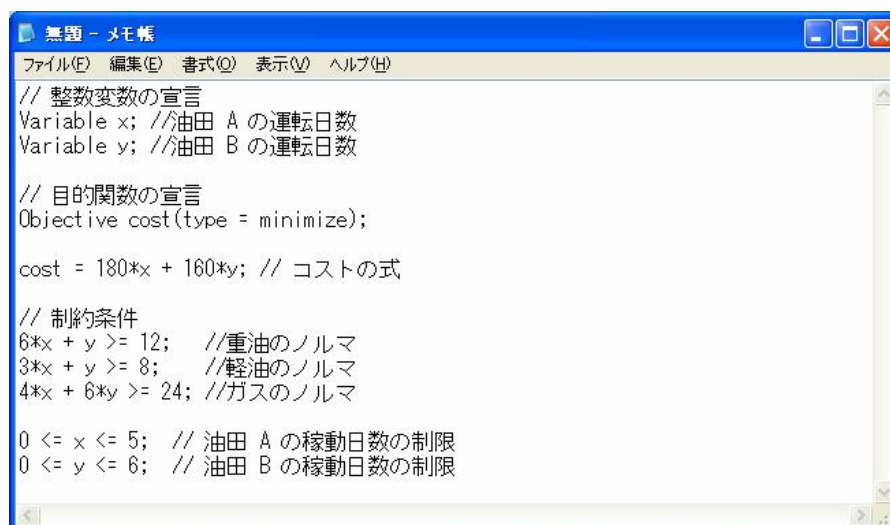 無題 - メモ帳
ファイル(F) 編集(E) 書式(O) 表示(V) ヘルプ(H)
// 整数変数の宣言
Variable x; //油田 A の運転日数
Variable y; //油田 B の運転日数
// 目的関数の宣言
Objective cost(type = minimize);
cost = 180*x + 160*y; // コストの式
// 制約条件
6*x + y >= 12; //重油のノルマ
3*x + y >= 8; //軽油のノルマ
4*x + 6*y >= 24; //ガスのノルマ
0 <= x <= 5; // 油田 A の稼動日数の制限
0 <= y <= 6; // 油田 B の稼動日数の制限